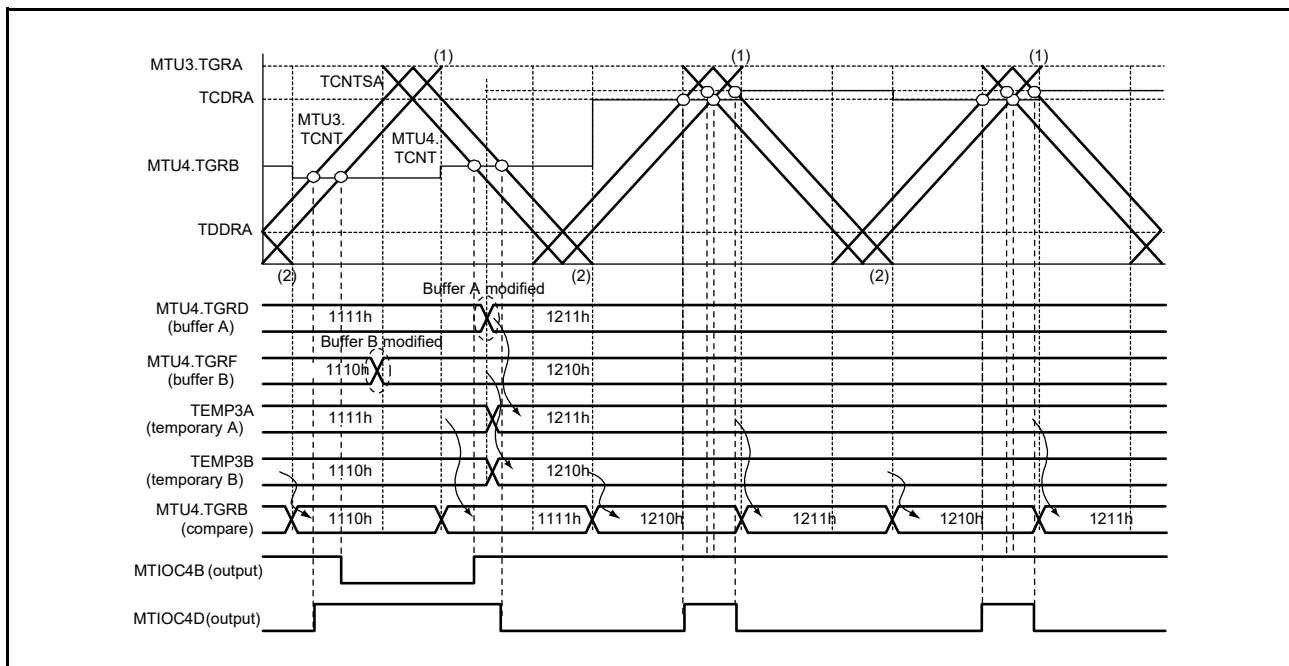 (1) (1) (1)
MTU3.TGRA
TCNTSA
TCDRA
MTU3.
TCNT
MTU4.
TCNT
MTU4.TGRB
TDDRA
(2) (2) (2)
Buffer A modified
MTU4.TGRD
(buffer A)
1111h 1211h
Buffer B modified
MTU4.TGRF
(buffer B)
1110h 1210h
TEMP3A
(temporary A)
1111h 1211h
TEMP3B
(temporary B)
1110h 1210h
MTU4.TGRB
(compare)
1110h 1111h 1210h 1211h 1210h 1211h
MTIOC4B (output)
MTIOC4D (output)